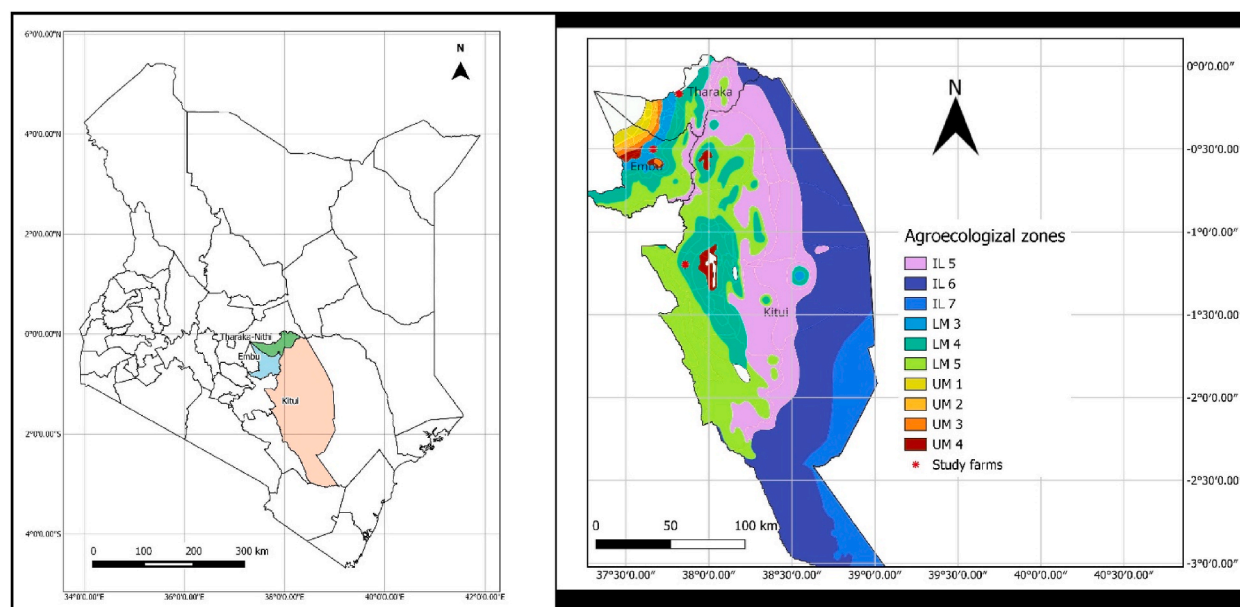 6°0′0.00″N
4°0′0.00″N
2°0′0.00″N
0°0′0.00″
2°0′0.00″S
4°0′0.00″S
N
Tharaka-Nithi
Embu
Kitui
0 100 200 300 km
34°0′0.00″E 36°0′0.00″E 38°0′0.00″E 40°0′0.00″E 42°0′0.00″E
Tharaka
Embu
Kitui
N
Agroecologizal zones
IL 5
IL 6
IL 7
LM 3
LM 4
LM 5
UM 1
UM 2
UM 3
UM 4
Study farms
0 50 100 km
0°0′0.00″
-0°30′0.00″
-1°0′0.00″
-1°30′0.00″
-2°0′0.00″
-2°30′0.00″
-3°0′0.00″
37°30′0.00″ 38°0′0.00″ 38°30′0.00″ 39°0′0.00″ 39°30′0.00″ 40°0′0.00″ 40°30′0.00″